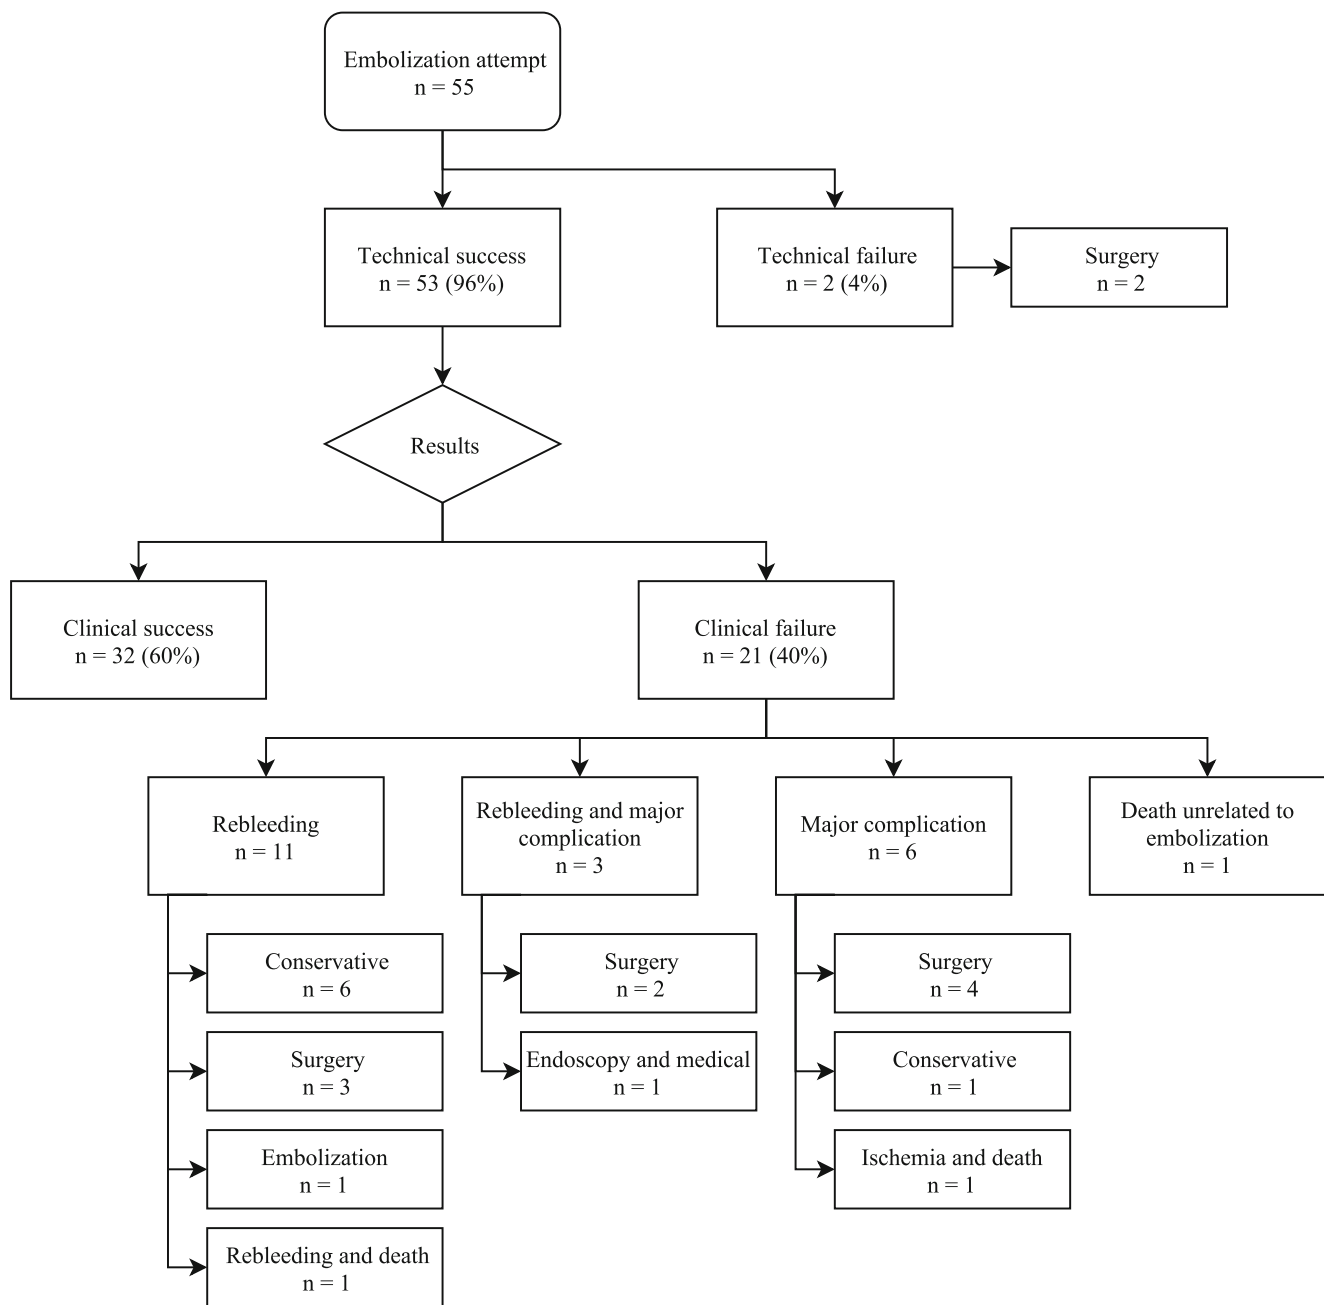 Embolization attempt
n = 55
Technical success
n = 53 (96%)
Technical failure
n = 2 (4%)
Surgery
n = 2
Results
Clinical success
n = 32 (60%)
Clinical failure
n = 21 (40%)
Rebleeding
n = 11
Rebleeding and major
complication
n = 3
Major complication
n = 6
Death unrelated to
embolization
n = 1
Conservative
n = 6
Surgery
n = 3
Embolization
n = 1
Rebleeding and death
n = 1
Surgery
n = 2
Endoscopy and medical
n = 1
Surgery
n = 4
Conservative
n = 1
Ischemia and death
n = 1